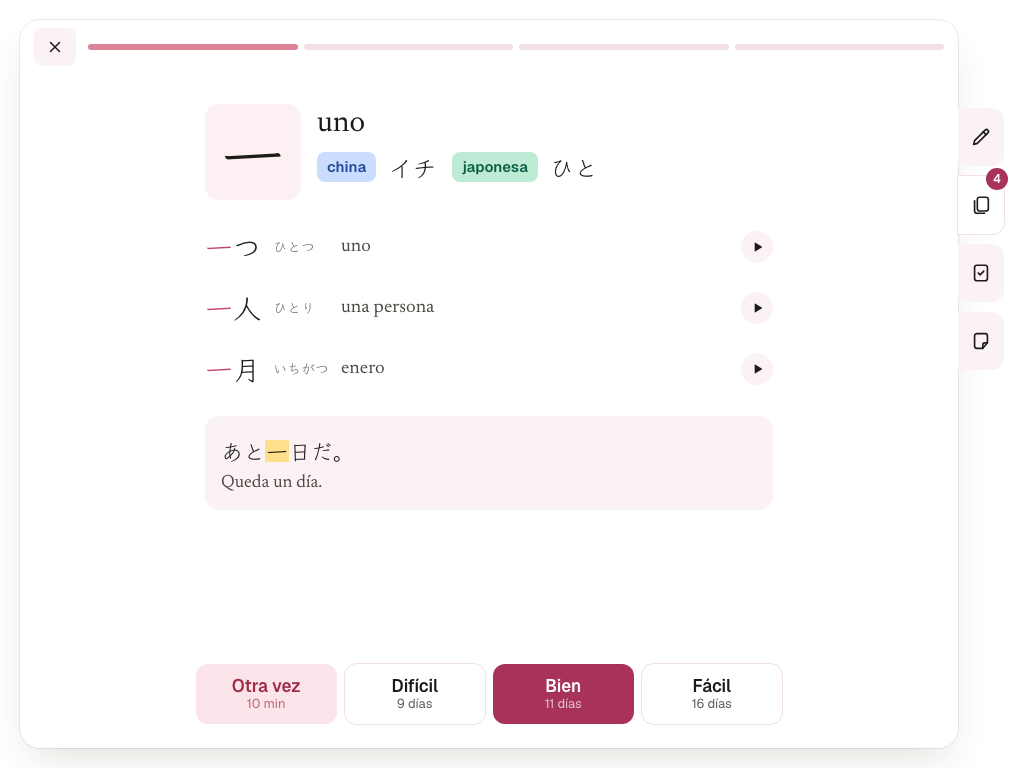 一
uno
china イチ japonesa ひと
一つ ひとつ uno
一人 ひとり una persona
一月 いちがつ enero
あと一日だ。
Queda un día.
4
Otra vez
10 min
Difícil
9 días
Bien
11 días
Fácil
16 días